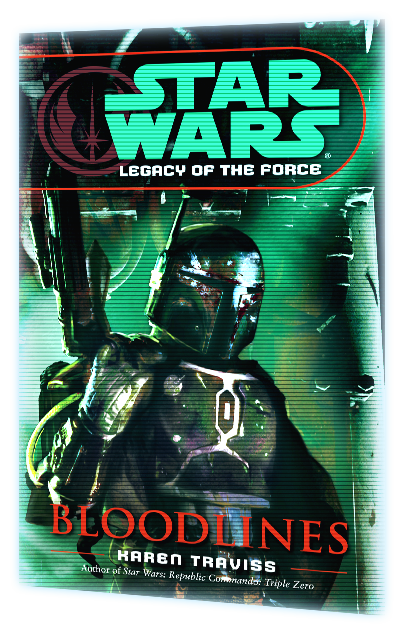 STAR
WARS®
LEGACY OF THE FORCE
BLOODLINES
KAREN TRAVISS
Author of Star Wars: Republic Commando: Triple Zero